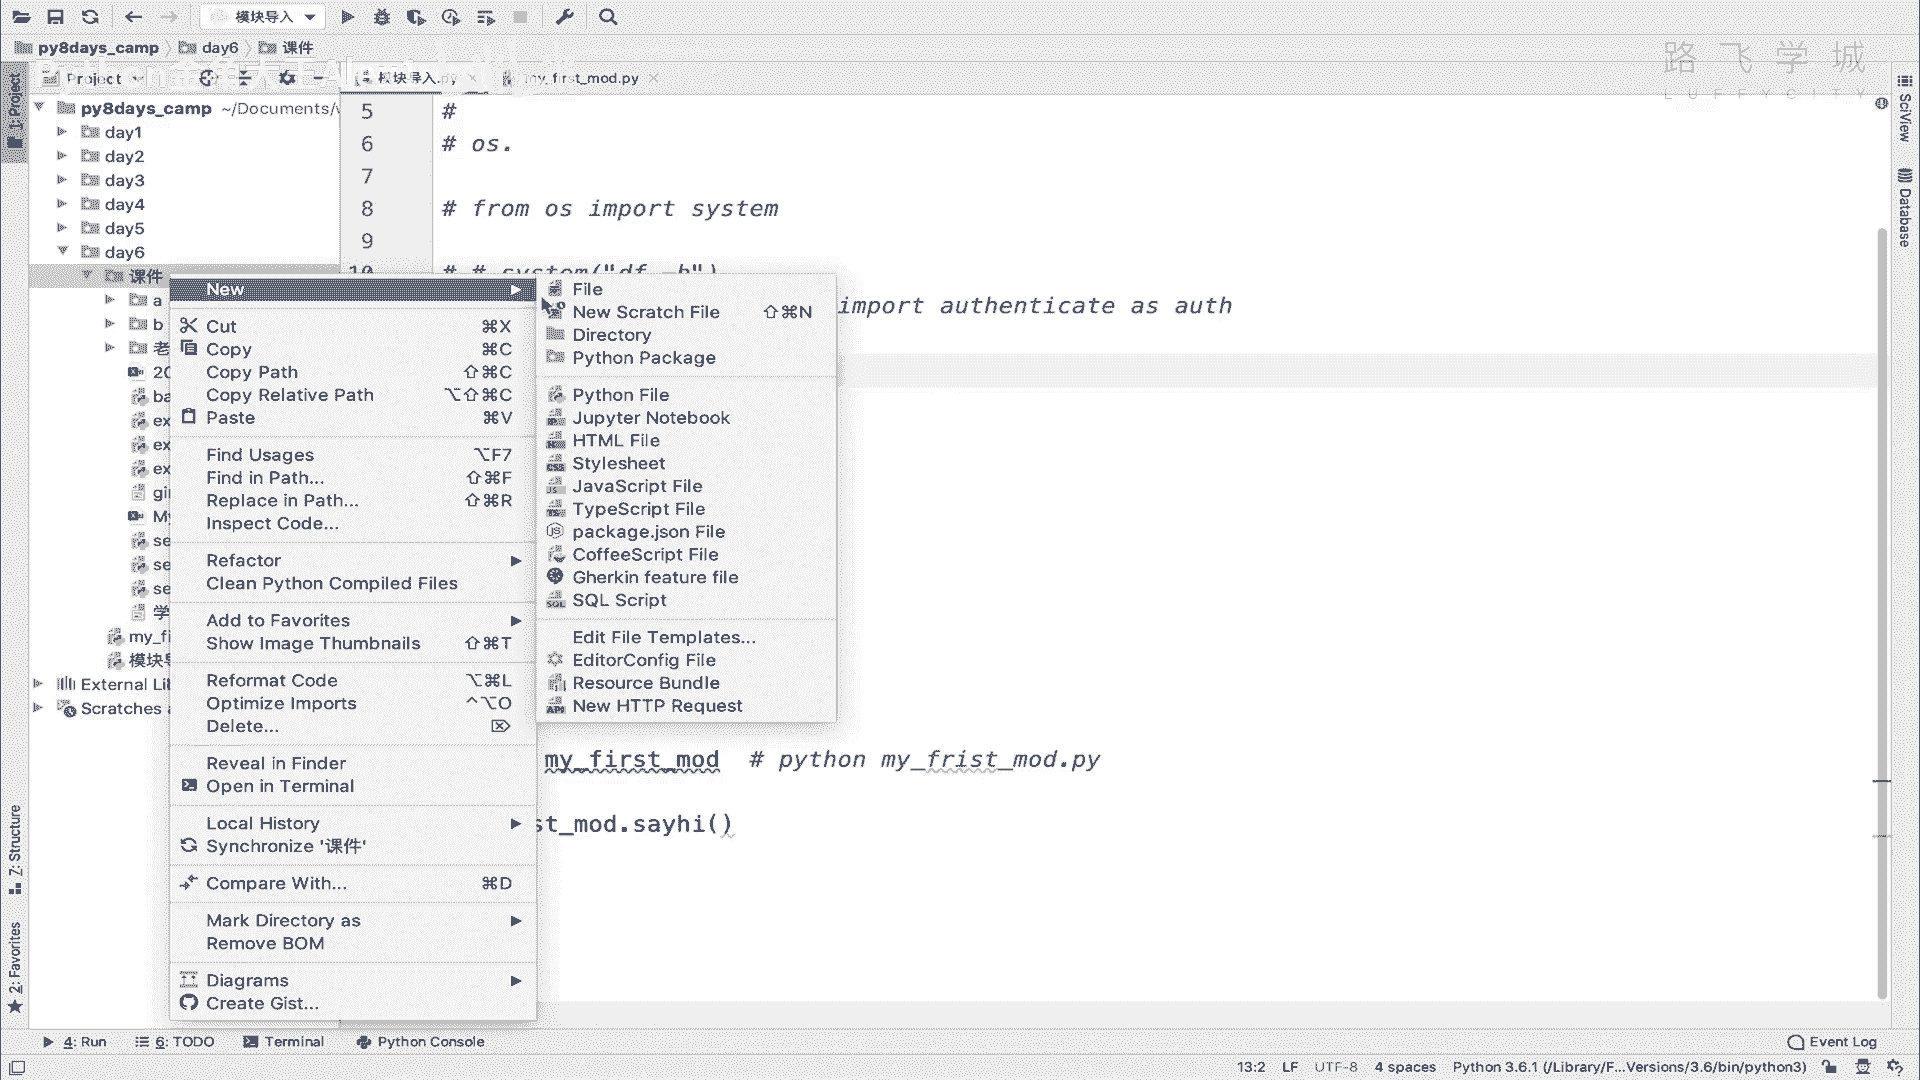 模块导入
py8days_camp day6 课件
Project 模块导入.py my_first_mod.py
路飞学城
LUFFYCITY
1: Project
py8days_camp ~/Documents/
day1
day2
day3
day4
day5
day6
课件
a
b
老
20
ba
ex
ex
ex
gi
My
se
se
se
学
my_fi
模块
External Li
Scratches
5 #
6 # os.
7
8 # from os import system
9
10 # # system("df -h")
import authenticate as auth
my_first_mod # python my_frist_mod.py
st_mod.sayhi()
New
Cut ⌘X
Copy ⌘C
Copy Path ⇧⌘C
Copy Relative Path ⌥⇧⌘C
Paste ⌘V
Find Usages ⌥F7
Find in Path... ⇧⌘F
Replace in Path... ⇧⌘R
Inspect Code...
Refactor
Clean Python Compiled Files
Add to Favorites
Show Image Thumbnails ⇧⌘T
Reformat Code ⌥⌘L
Optimize Imports ^⌥O
Delete... ⌦
Reveal in Finder
Open in Terminal
Local History
Synchronize '课件'
Compare With... ⌘D
Mark Directory as
Remove BOM
Diagrams
Create Gist...
File
New Scratch File ⇧⌘N
Directory
Python Package
Python File
Jupyter Notebook
HTML File
Stylesheet
JavaScript File
TypeScript File
package.json File
CoffeeScript File
Gherkin feature file
SQL Script
Edit File Templates...
EditorConfig File
Resource Bundle
New HTTP Request
SciView
Database
Z: Structure
2: Favorites
4: Run 6: TODO Terminal Python Console Event Log
13:2 LF UTF-8 4 spaces Python 3.6.1 (/Library/F...Versions/3.6/bin/python3)